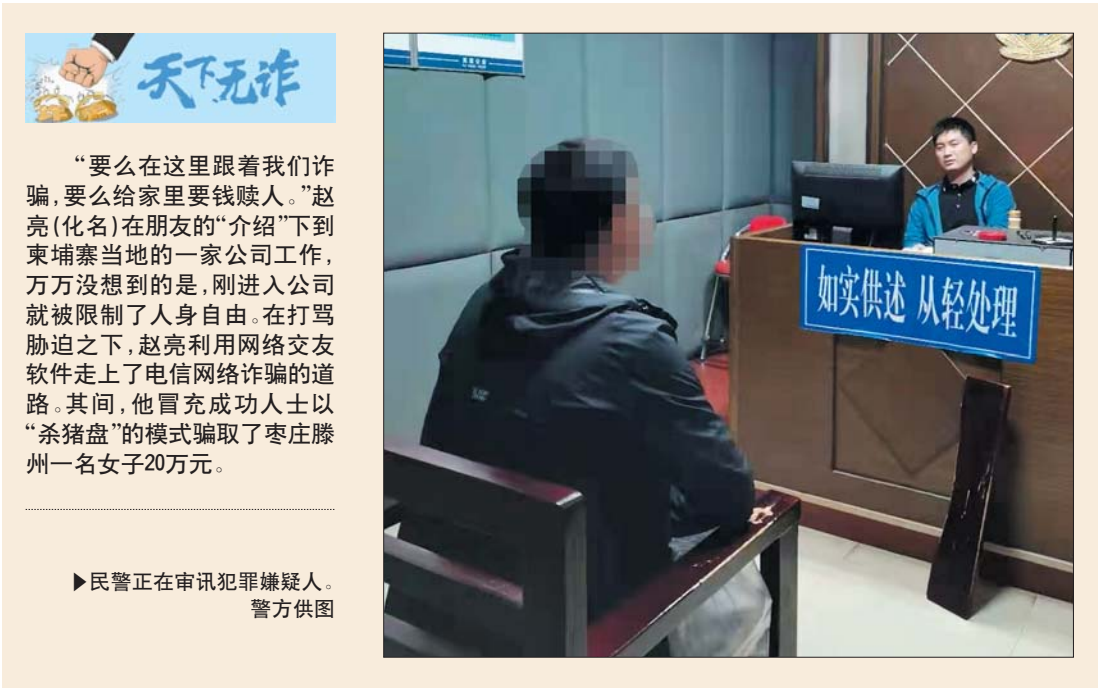 天下无诈
“要么在这里跟着我们诈
骗，要么给家里要钱赎人。”赵
亮(化名)在朋友的“介绍”下到
柬埔寨当地的一家公司工作，
万万没想到的是，刚进入公司
就被限制了人身自由。在打骂
胁迫之下，赵亮利用网络交友
软件走上了电信网络诈骗的道
路。其间，他冒充成功人士以
“杀猪盘”的模式骗取了枣庄滕
州一名女子20万元。
▶民警正在审讯犯罪嫌疑人。
警方供图
如实供述 从轻处理